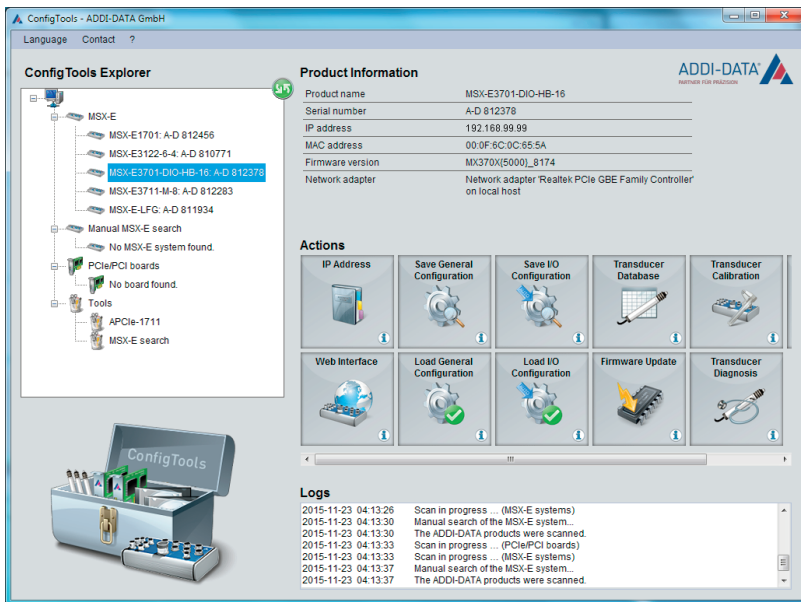 ConfigTools - ADDI-DATA GmbH
Language Contact ?
ConfigTools Explorer
MSX-E
MSX-E1701: A-D 812456
MSX-E3122-6-4: A-D 810771
MSX-E3701-DIO-HB-16: A-D 812378
MSX-E3711-M-8: A-D 812283
MSX-E-LFG: A-D 811934
Manual MSX-E search
No MSX-E system found.
PCIe/PCI boards
No board found.
Tools
APCIe-1711
MSX-E search
ConfigTools
Product Information
ADDI-DATA
PARTNER FÜR PRÄZISION
Product name MSX-E3701-DIO-HB-16
Serial number A-D 812378
IP address 192.168.99.99
MAC address 00:0F:6C:0C:65:5A
Firmware version MX370X{5000}_8174
Network adapter Network adapter 'Realtek PCIe GBE Family Controller'
on local host
Actions
IP Address
Save General
Configuration
Save I/O
Configuration
Transducer
Database
Transducer
Calibration
Web Interface
Load General
Configuration
Load I/O
Configuration
Firmware Update
Transducer
Diagnosis
Logs
2015-11-23 04:13:26 Scan in progress ... (MSX-E systems)
2015-11-23 04:13:30 Manual search of the MSX-E system...
2015-11-23 04:13:30 The ADDI-DATA products were scanned.
2015-11-23 04:13:33 Scan in progress ... (PCIe/PCI boards)
2015-11-23 04:13:33 Scan in progress ... (MSX-E systems)
2015-11-23 04:13:37 Manual search of the MSX-E system...
2015-11-23 04:13:37 The ADDI-DATA products were scanned.